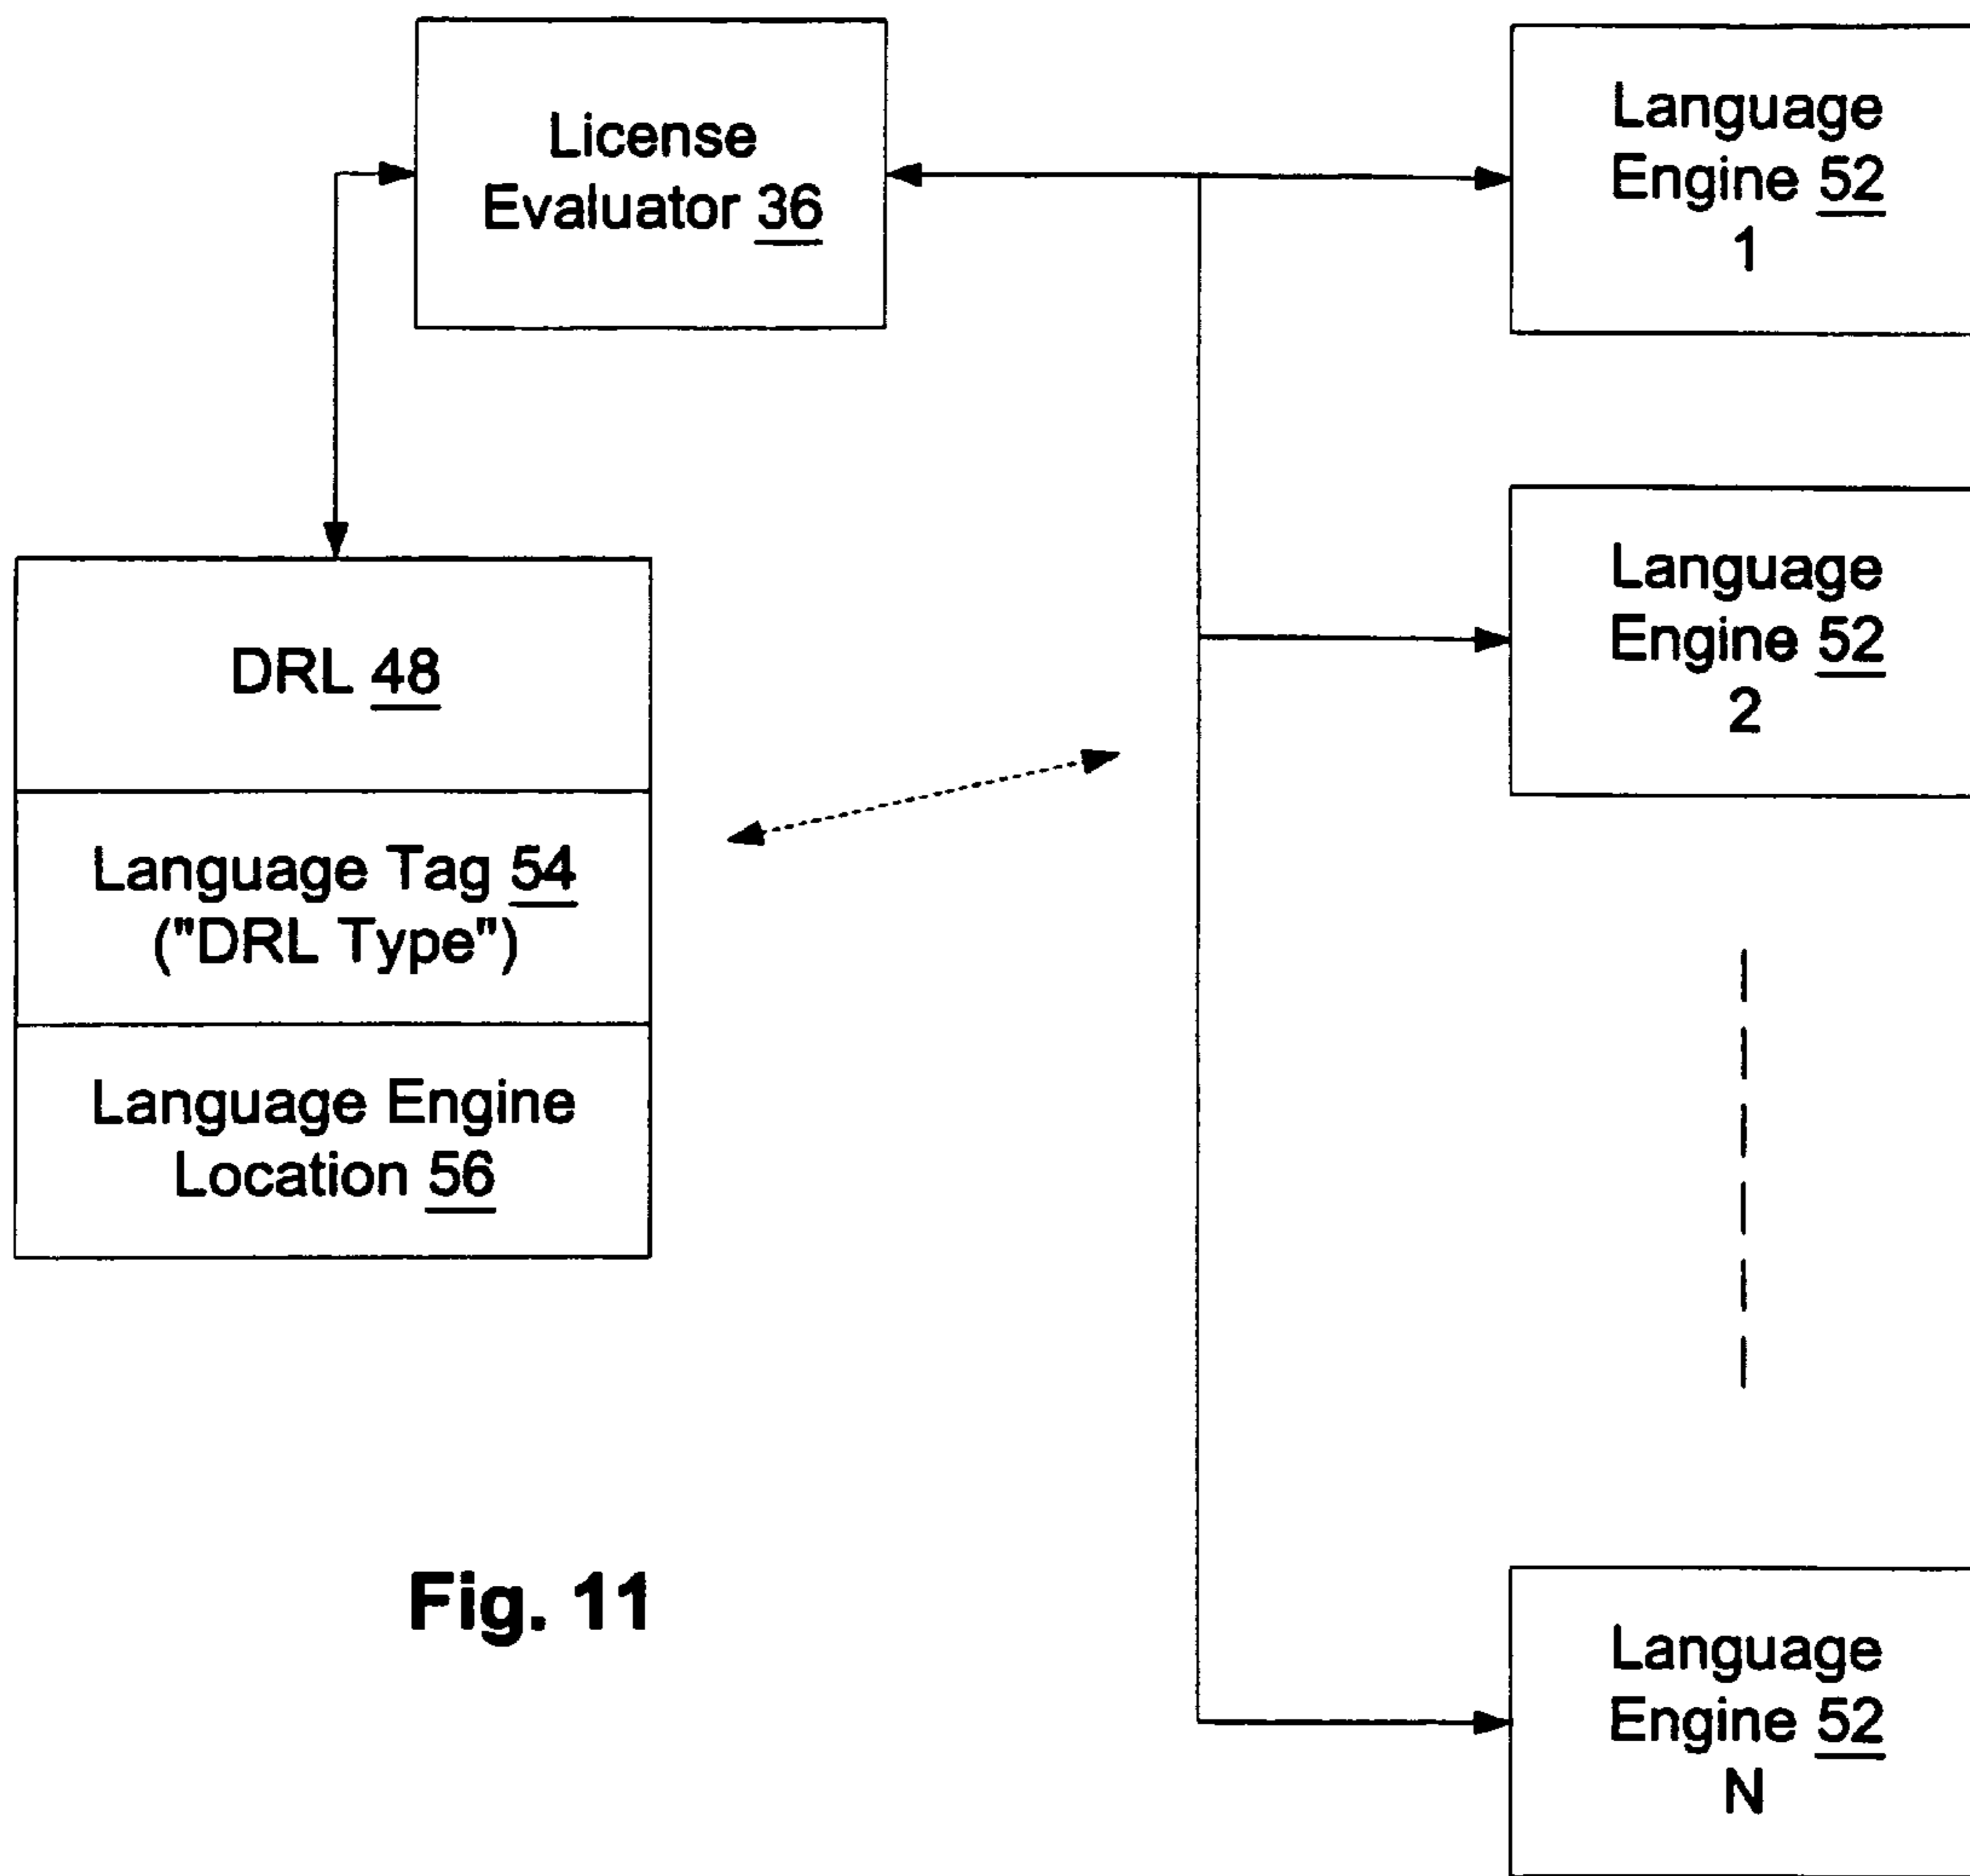 License
Evaluator 36
Language
Engine 52
1
Language
Engine 52
2
DRL 48
Language Tag 54
("DRL Type")
Language Engine
Location 56
Fig. 11
Language
Engine 52
N